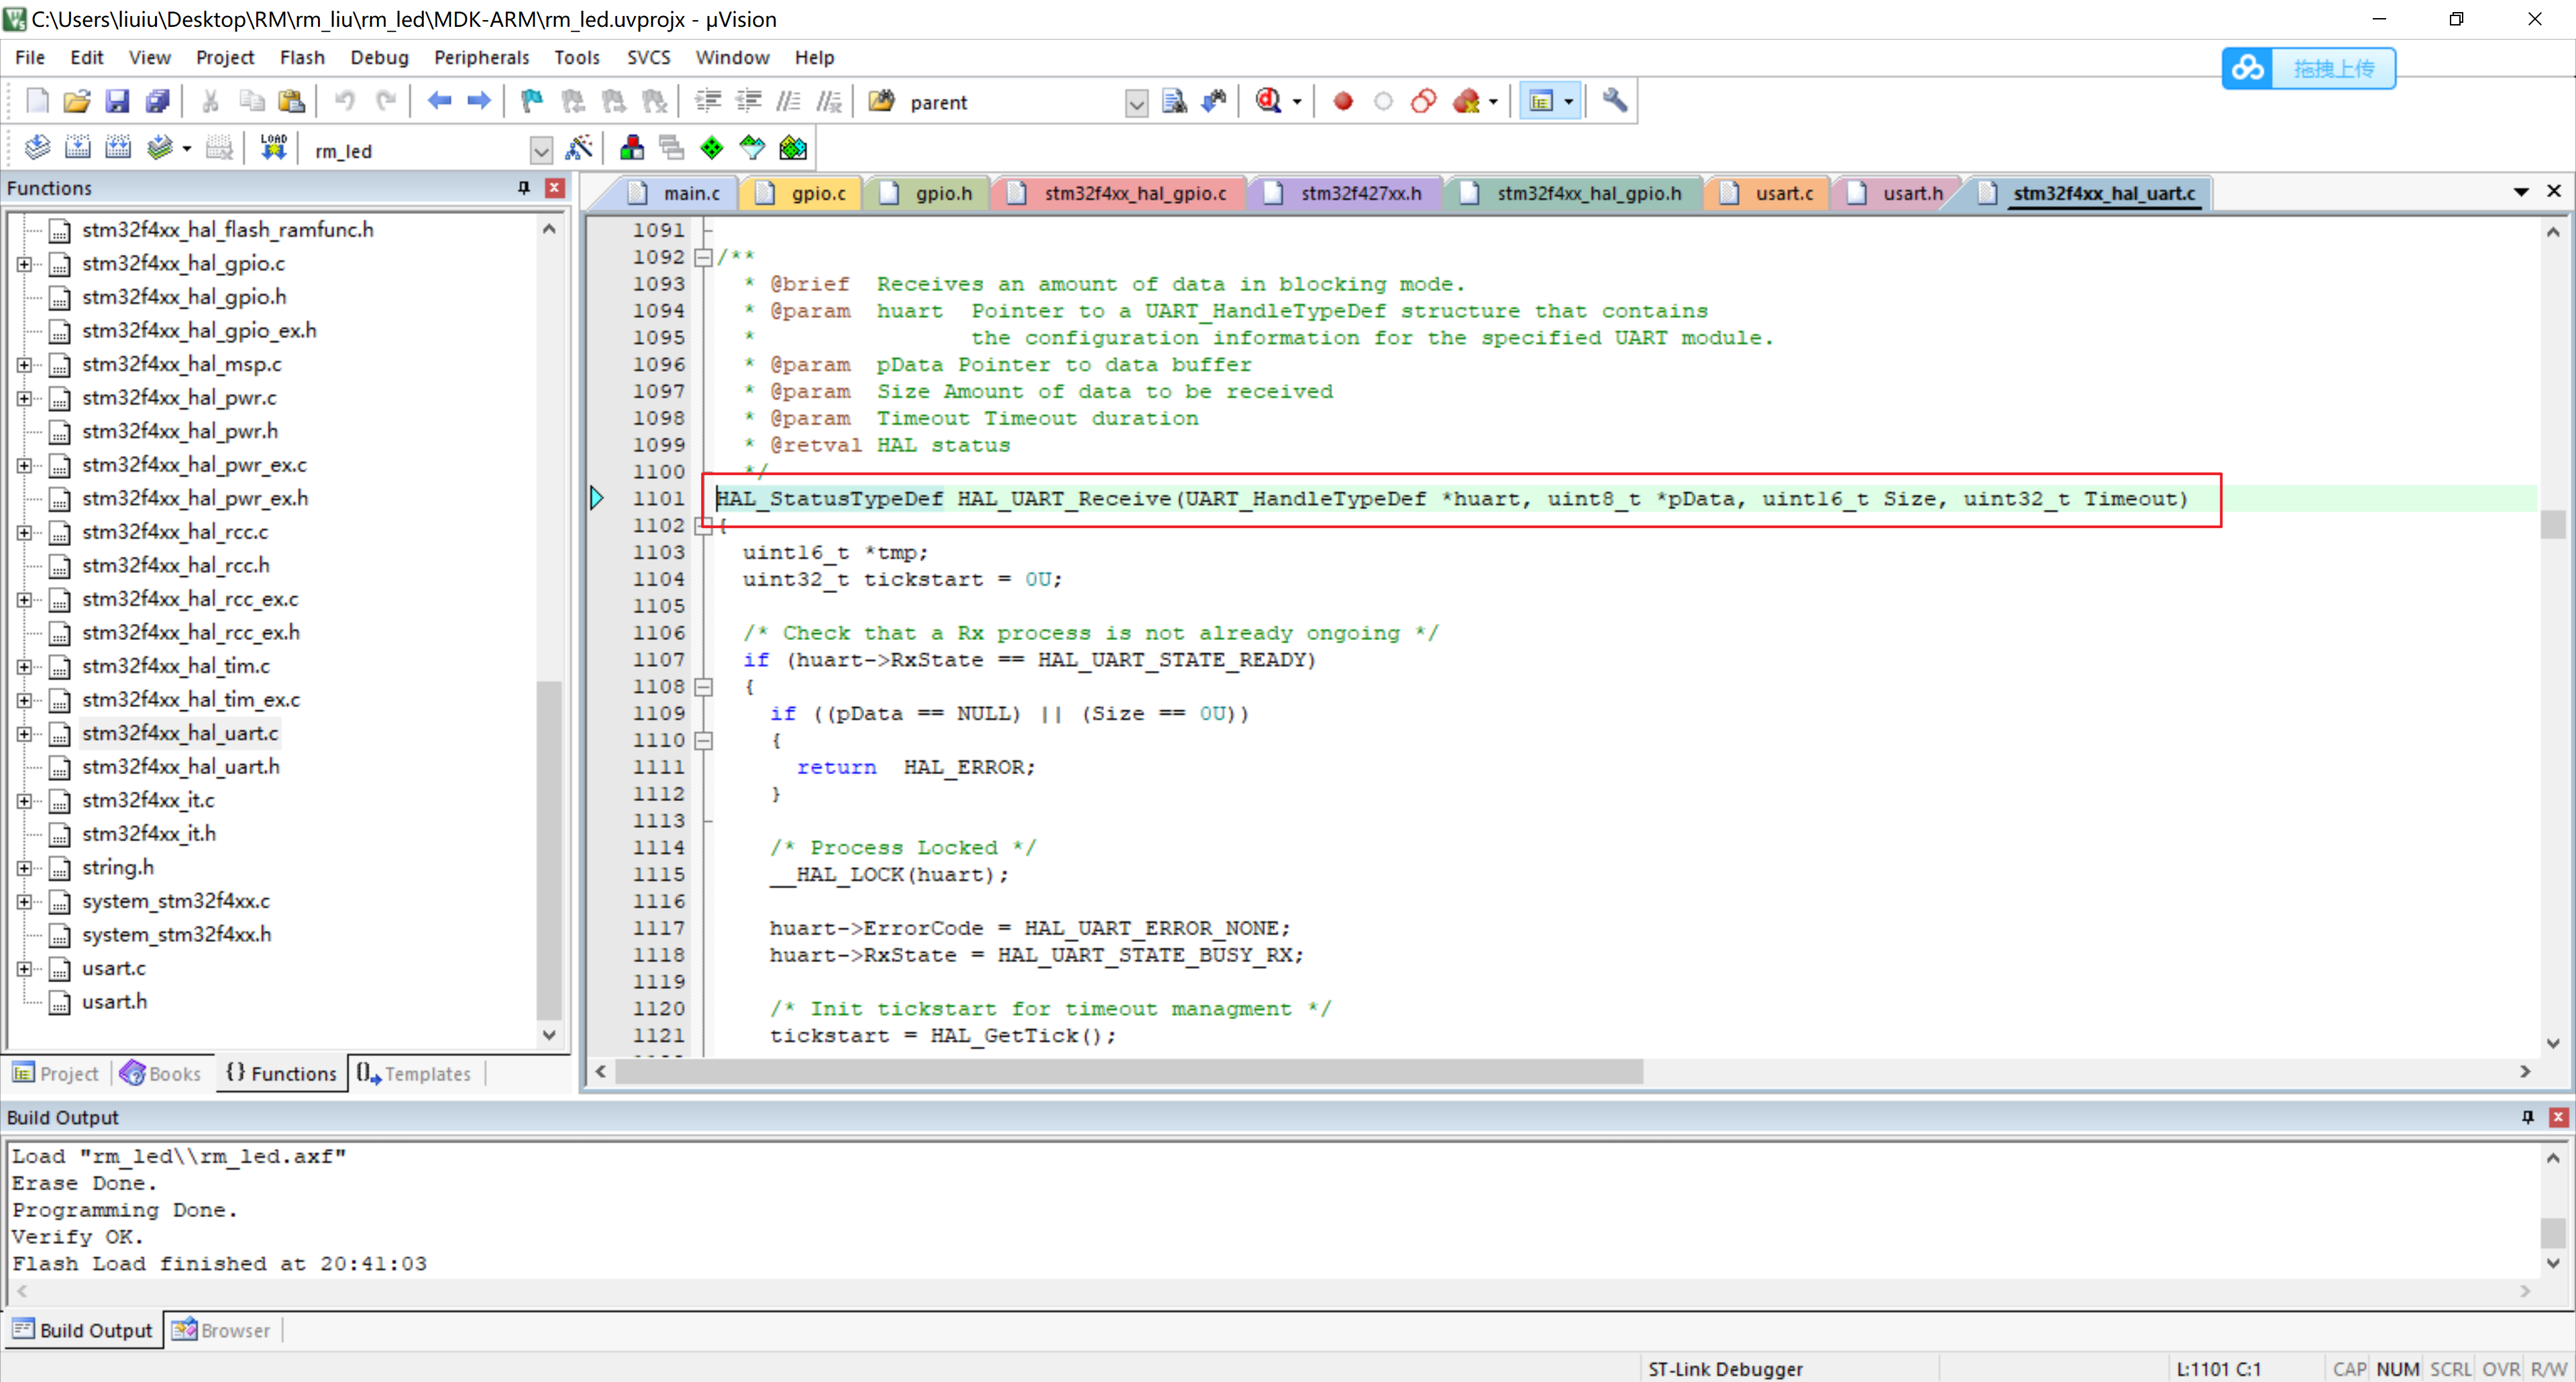 C:\Users\liuiu\Desktop\RM\rm_liu\rm_led\MDK-ARM\rm_led.uvprojx - µVision
File Edit View Project Flash Debug Peripherals Tools SVCS Window Help
拖拽上传
parent
LOAD
rm_led
Functions
main.c gpio.c gpio.h stm32f4xx_hal_gpio.c stm32f427xx.h stm32f4xx_hal_gpio.h usart.c usart.h stm32f4xx_hal_uart.c
stm32f4xx_hal_flash_ramfunc.h
stm32f4xx_hal_gpio.c
stm32f4xx_hal_gpio.h
stm32f4xx_hal_gpio_ex.h
stm32f4xx_hal_msp.c
stm32f4xx_hal_pwr.c
stm32f4xx_hal_pwr.h
stm32f4xx_hal_pwr_ex.c
stm32f4xx_hal_pwr_ex.h
stm32f4xx_hal_rcc.c
stm32f4xx_hal_rcc.h
stm32f4xx_hal_rcc_ex.c
stm32f4xx_hal_rcc_ex.h
stm32f4xx_hal_tim.c
stm32f4xx_hal_tim_ex.c
stm32f4xx_hal_uart.c
stm32f4xx_hal_uart.h
stm32f4xx_it.c
stm32f4xx_it.h
string.h
system_stm32f4xx.c
system_stm32f4xx.h
usart.c
usart.h
Project Books {} Functions Templates
1091
1092 /**
1093 * @brief Receives an amount of data in blocking mode.
1094 * @param huart Pointer to a UART_HandleTypeDef structure that contains
1095 * the configuration information for the specified UART module.
1096 * @param pData Pointer to data buffer
1097 * @param Size Amount of data to be received
1098 * @param Timeout Timeout duration
1099 * @retval HAL status
1100 */
1101 HAL_StatusTypeDef HAL_UART_Receive(UART_HandleTypeDef *huart, uint8_t *pData, uint16_t Size, uint32_t Timeout)
1102 {
1103 uint16_t *tmp;
1104 uint32_t tickstart = 0U;
1105
1106 /* Check that a Rx process is not already ongoing */
1107 if (huart->RxState == HAL_UART_STATE_READY)
1108 {
1109 if ((pData == NULL) || (Size == 0U))
1110 {
1111 return HAL_ERROR;
1112 }
1113
1114 /* Process Locked */
1115 __HAL_LOCK(huart);
1116
1117 huart->ErrorCode = HAL_UART_ERROR_NONE;
1118 huart->RxState = HAL_UART_STATE_BUSY_RX;
1119
1120 /* Init tickstart for timeout managment */
1121 tickstart = HAL_GetTick();
Build Output
Load "rm_led\\rm_led.axf"
Erase Done.
Programming Done.
Verify OK.
Flash Load finished at 20:41:03
Build Output Browser
ST-Link Debugger L:1101 C:1 CAP NUM SCRL OVR R/W